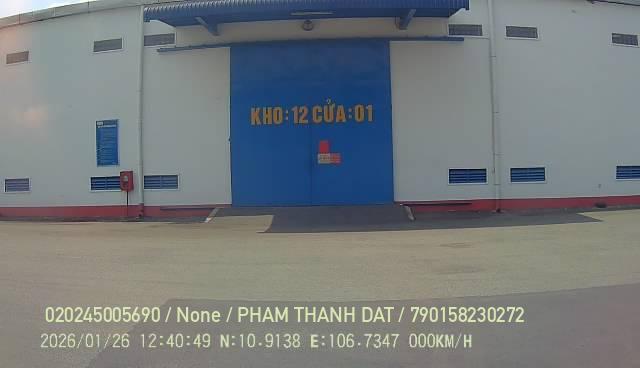 KHO:12 CỬA:01
020245005690 / None / PHAM THANH DAT / 790158230272
2026/01/26 12:40:49 N:10.9138 E:106.7347 000KM/H